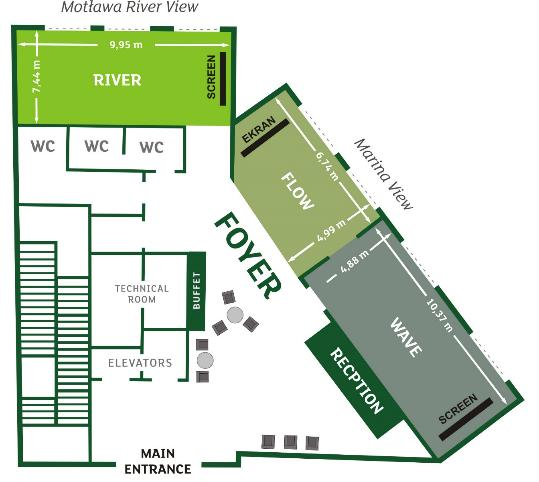 Motława River View
9,95 m
7,44 m
RIVER
SCREEN
WC
WC
WC
EKRAN
6,74 m
Marina View
FLOW
4,99 m
FOYER
4,88 m
10,37 m
WAVE
SCREEN
TECHNICAL
ROOM
BUFFET
ELEVATORS
RECPTION
MAIN
ENTRANCE